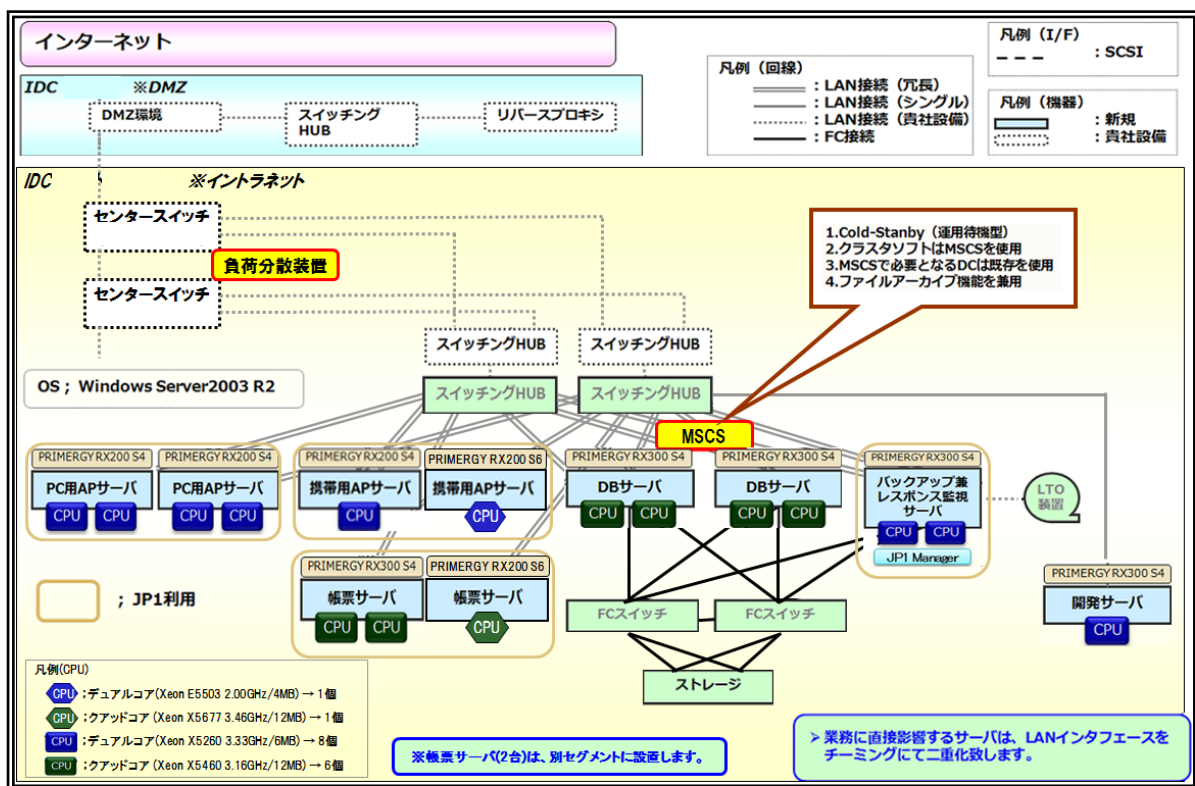 インターネット
凡例（I/F）
：SCSI
凡例（回線）
：LAN接続（冗長）
：LAN接続（シングル）
：LAN接続（貴社設備）
：FC接続
凡例（機器）
：新規
：貴社設備
IDC ※DMZ
DMZ環境
スイッチング
HUB
リバースプロキシ
IDC ※イントラネット
センタースイッチ
負荷分散装置
センタースイッチ
1.Cold-Stanby（運用待機型）
2.クラスタソフトはMSCSを使用
3.MSCSで必要となるDCは既存を使用
4.ファイルアーカイブ機能を兼用
スイッチングHUB
スイッチングHUB
OS； Windows Server2003 R2
スイッチングHUB
スイッチングHUB
MSCS
PRIMERGY RX200 S4
PC用APサーバ
CPU CPU
PRIMERGY RX200 S4
PC用APサーバ
CPU CPU
PRIMERGY RX200 S4
携帯用APサーバ
CPU
PRIMERGY RX200 S6
携帯用APサーバ
CPU
PRIMERGY RX300 S4
DBサーバ
CPU CPU
PRIMERGY RX300 S4
DBサーバ
CPU CPU
PRIMERGY RX300 S4
バックアップ兼
レスポンス監視
サーバ
CPU CPU
JP1 Manager
LTO
装置
PRIMERGY RX300 S4
帳票サーバ
CPU CPU
PRIMERGY RX200 S6
帳票サーバ
CPU
PRIMERGY RX300 S4
開発サーバ
CPU
；JP1利用
FCスイッチ
FCスイッチ
ストレージ
凡例(CPU)
CPU ；デュアルコア(Xeon E5503 2.00GHz/4MB) → 1個
CPU ；クアッドコア (Xeon X5677 3.46GHz/12MB) → 1個
CPU ；デュアルコア(Xeon X5260 3.33GHz/6MB) → 8個
CPU ；クアッドコア(Xeon X5460 3.16GHz/12MB) → 6個
※帳票サーバ(2台)は、別セグメントに設置します。
➢業務に直接影響するサーバは、LANインタフェースを
チーミングにて二重化致します。